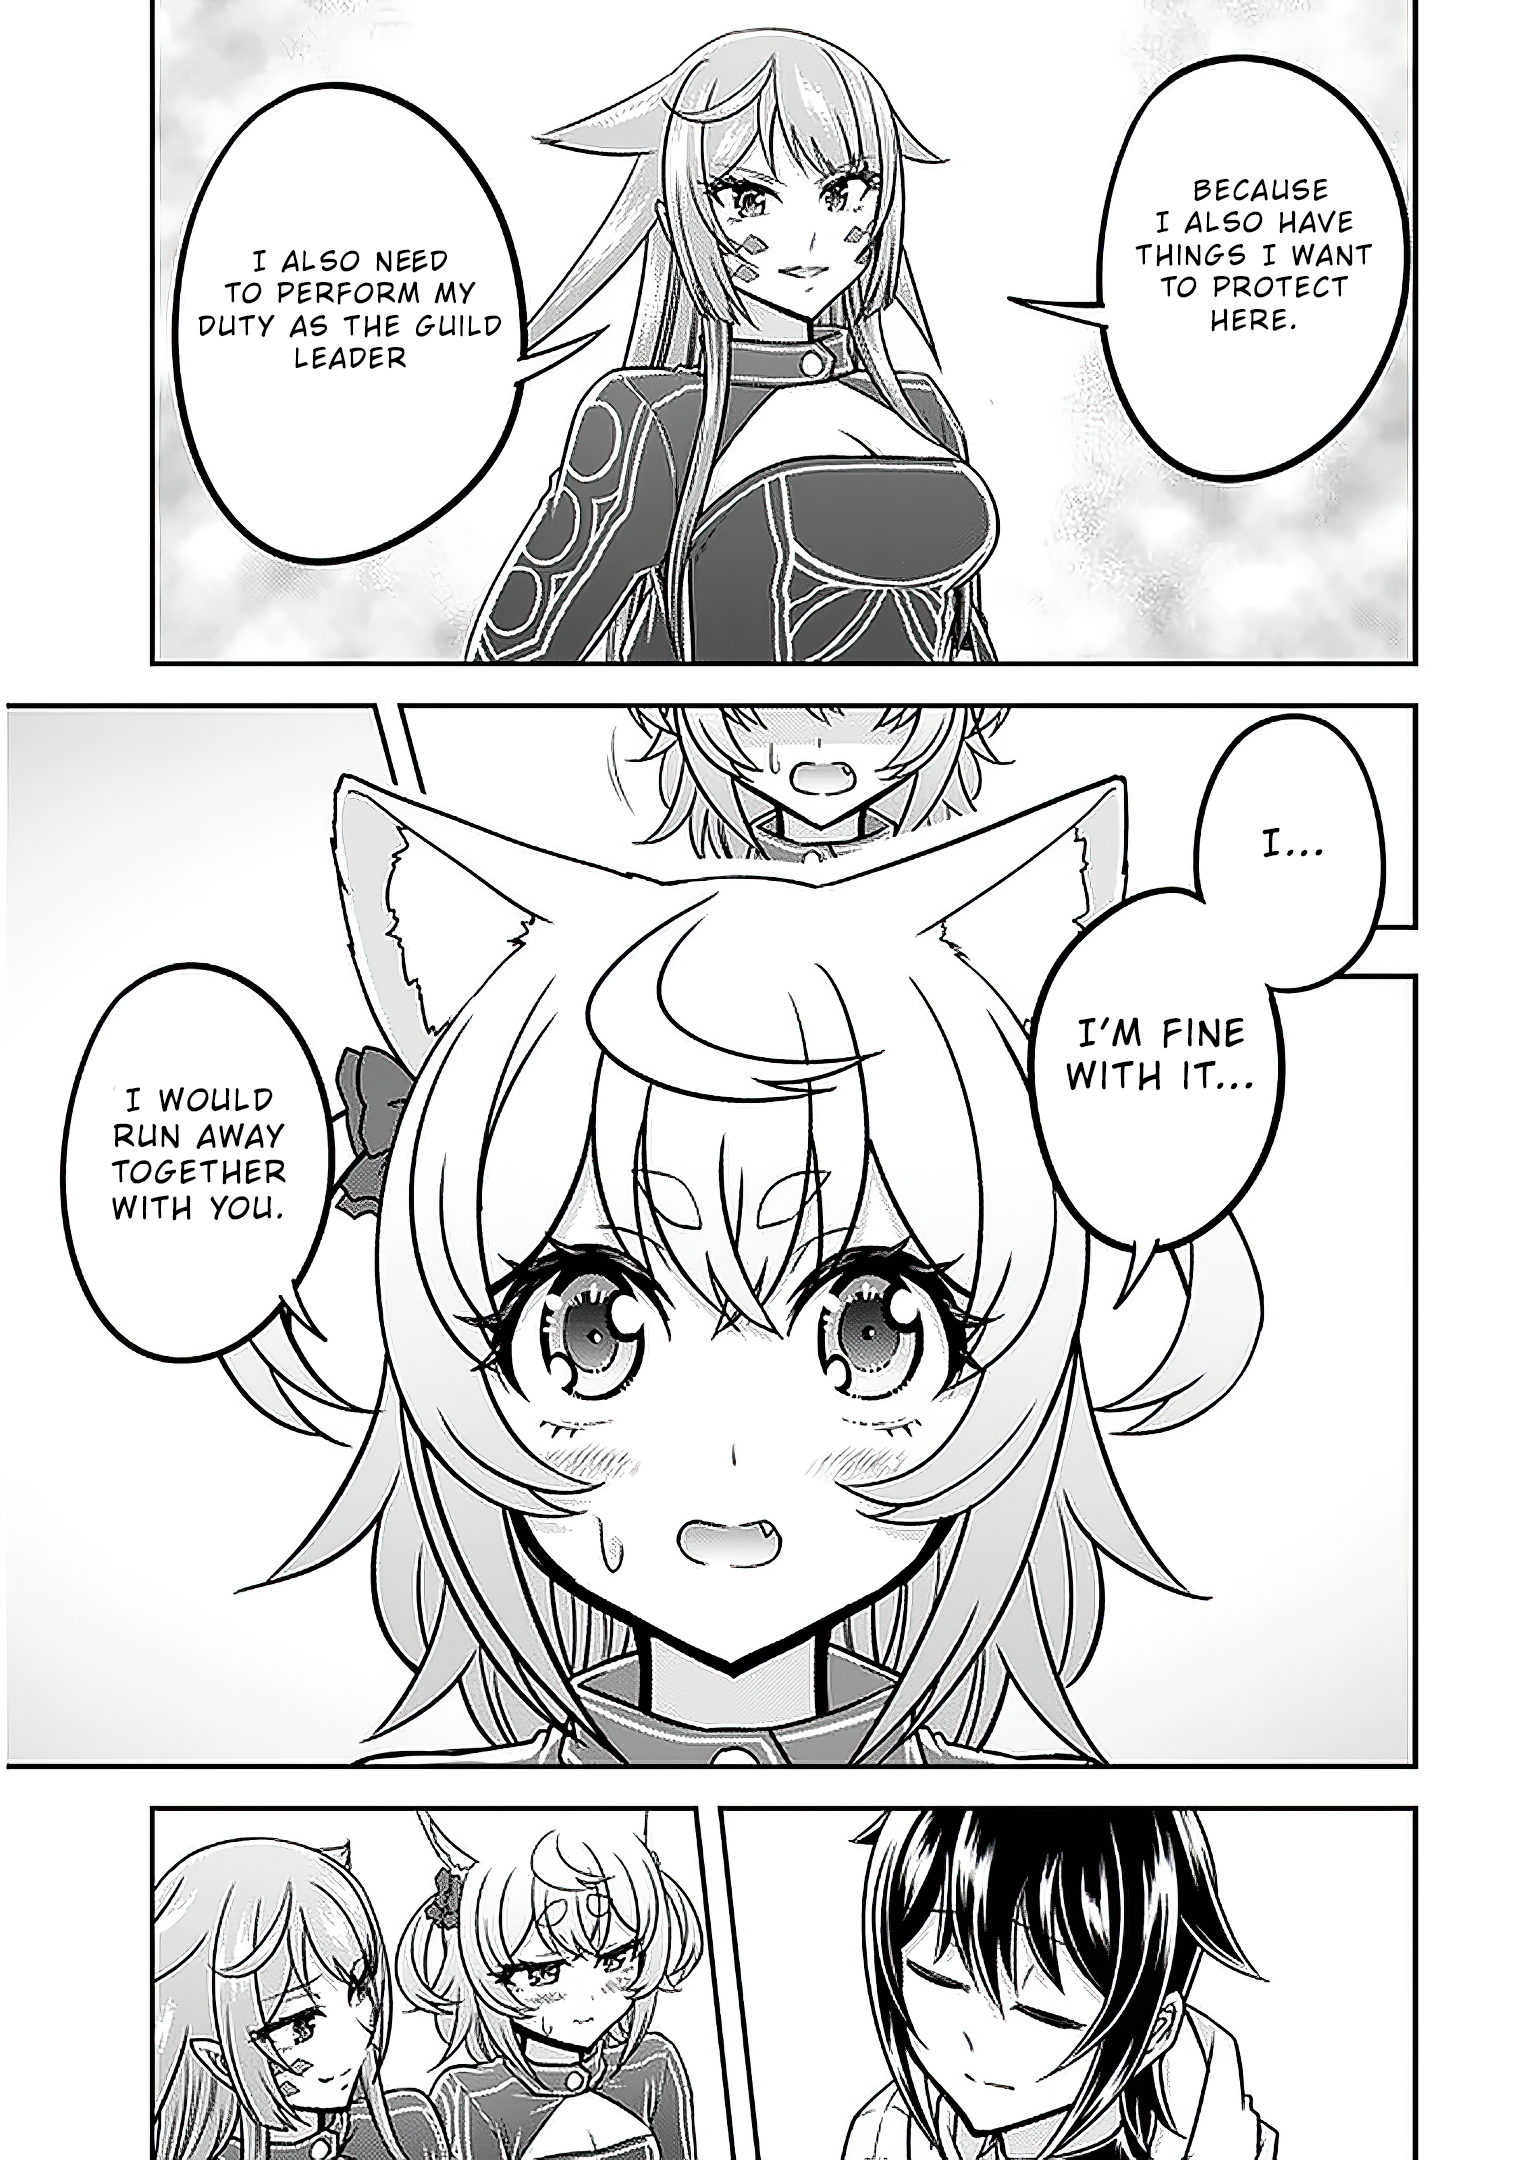 BECAUSE
I ALSO HAVE
THINGS I WANT
TO PROTECT
HERE.
I ALSO NEED
TO PERFORM MY
DUTY AS THE GUILD
LEADER
I...
I'M FINE
WITH IT...
I WOULD
RUN AWAY
TOGETHER
WITH YOU.